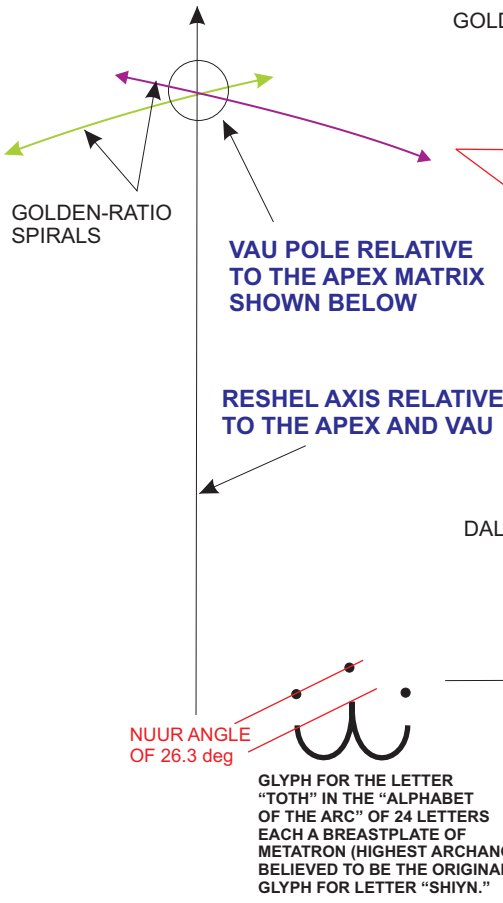 GOLD
GOLDEN-RATIO
SPIRALS
VAU POLE RELATIVE
TO THE APEX MATRIX
SHOWN BELOW
RESHEL AXIS RELATIVE
TO THE APEX AND VAU
DAL
NUUR ANGLE
OF 26.3 deg
GLYPH FOR THE LETTER
“TOTH” IN THE “ALPHABET
OF THE ARC” OF 24 LETTERS
EACH A BREASTPLATE OF
METATRON (HIGHEST ARCHANG
BELIEVED TO BE THE ORIGINAL
GLYPH FOR LETTER “SHIYN.”